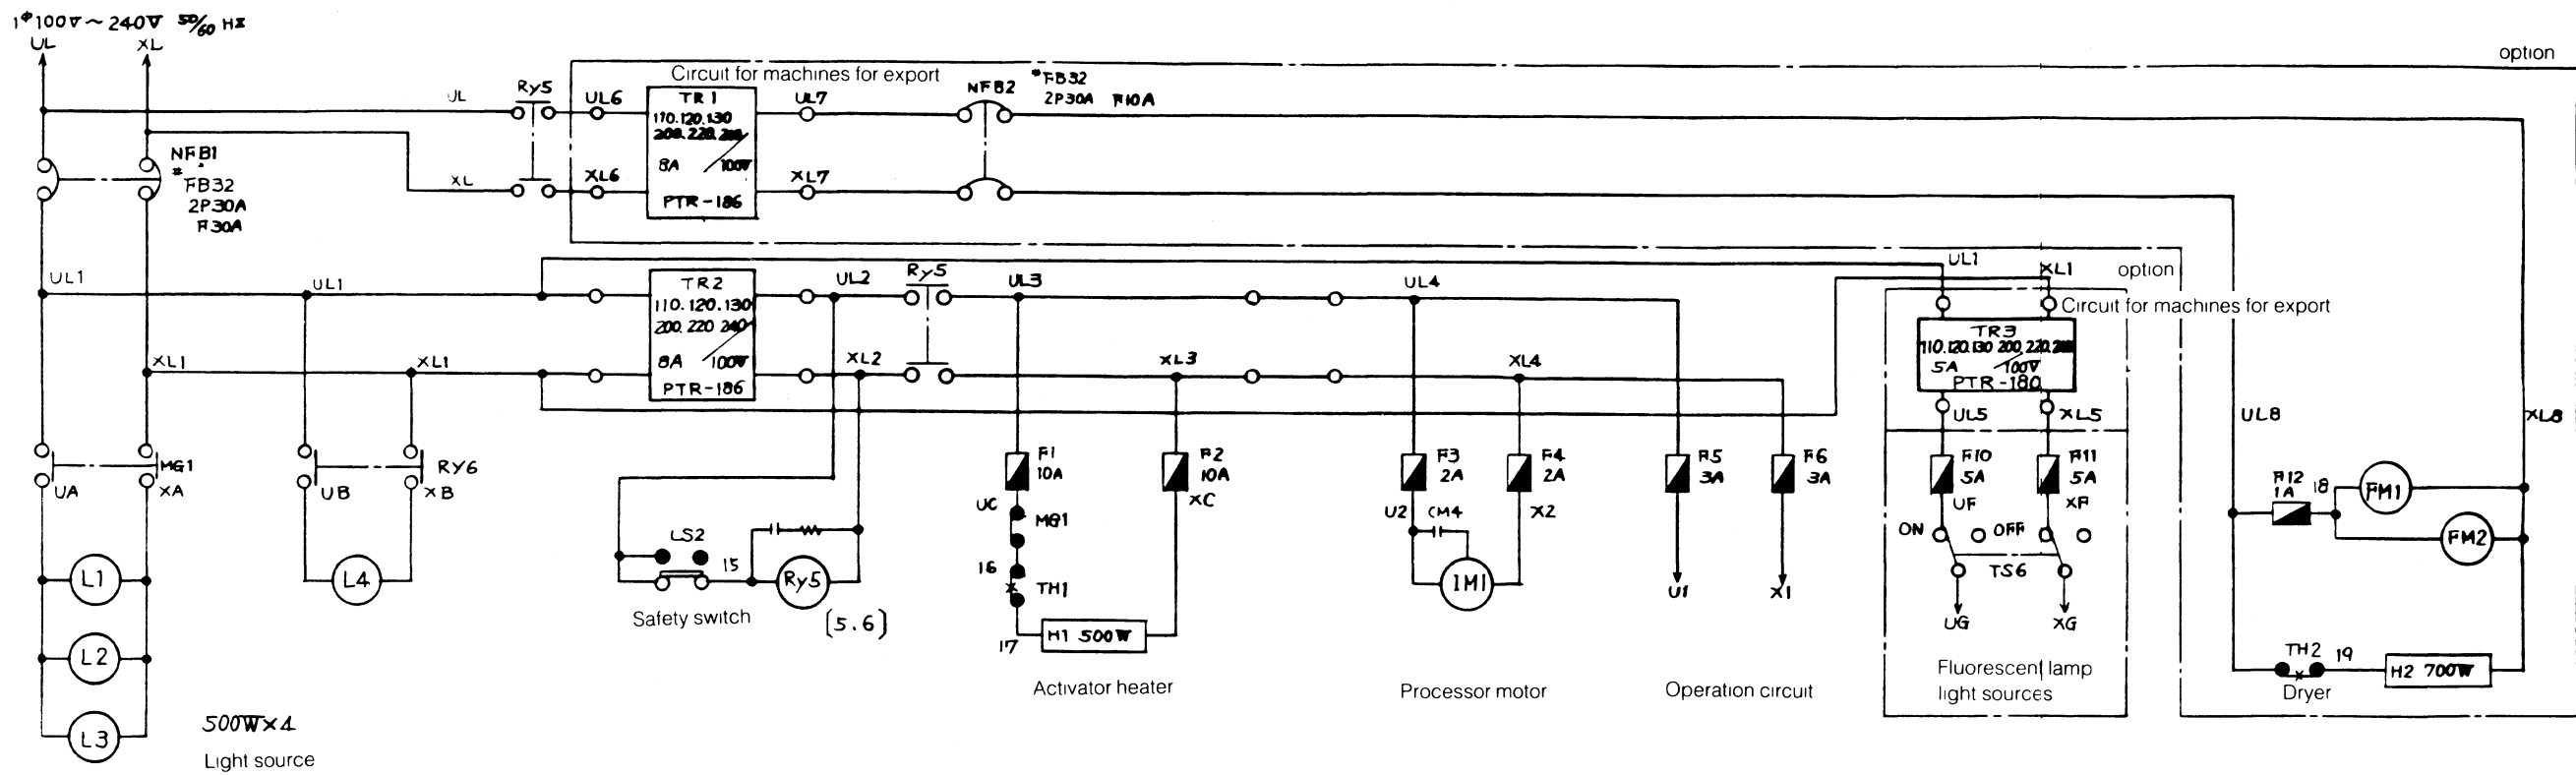 1Φ100V～240V 50/60 HZ
UL XL
option
Circuit for machines for export
Ry5
UL
UL6
TR1
110.120.130
200.220.240
8A 100V
PTR-186
UL7
NFB2
*FB32
2P30A F10A
XL
XL6
XL7
NFB1
*FB32
2P30A
F30A
UL1
UL1
TR2
110.120.130
200.220 240
8A 100V
PTR-186
UL2
Ry5
UL3
UL4
UL1
XL1
option
Circuit for machines for export
TR3
110.120.130 200.220.240
5A 100V
PTR-180
XL1
XL1
XL2
XL3
XL4
UL5
XL5
UL8
XL8
MG1
UA
XA
RY6
UB
XB
F1
10A
F2
10A
XC
UC
MG1
16
TH1
17
H1 500W
Activator heater
F3
2A
F4
2A
U2
CM4
X2
IM1
Processor motor
F5
3A
F6
3A
U1
X1
Operation circuit
F10
5A
F11
5A
UF
XF
ON
OFF
TS6
UG
XG
Fluorescent lamp
light sources
F12
1A
18
FM1
FM2
TH2
19
H2 700W
Dryer
LS2
15
Ry5
[5.6]
Safety switch
L1
L4
L2
L3
500W×4
Light source